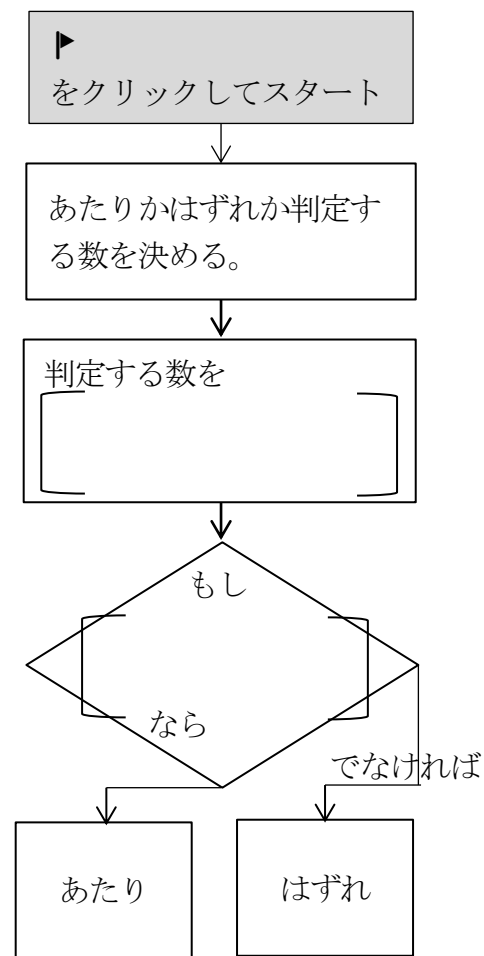 をクリックしてスタート
あたりかはずれか判定す
る数を決める。
判定する数を
もし
なら
でなければ
あたり
はずれ